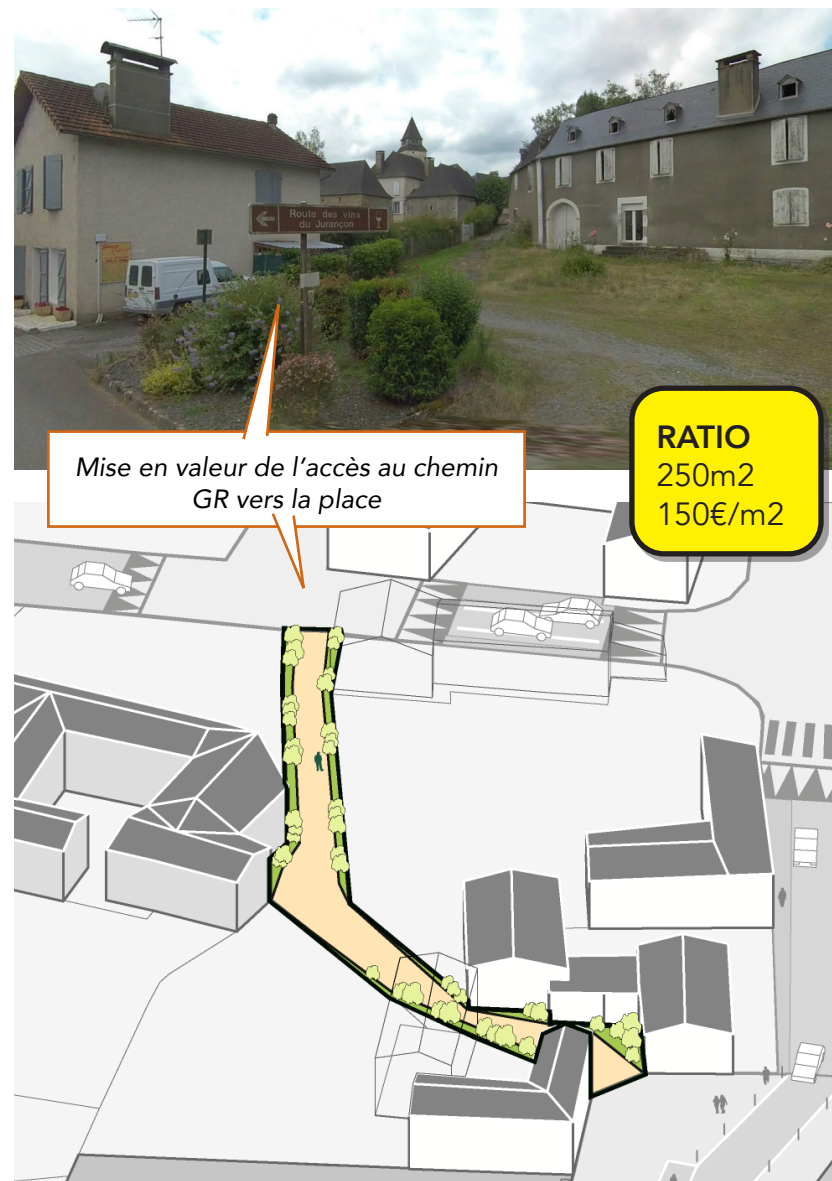 Route des vins
du Jurançon
Mise en valeur de l’accès au chemin
GR vers la place
RATIO
250m2
150€/m2